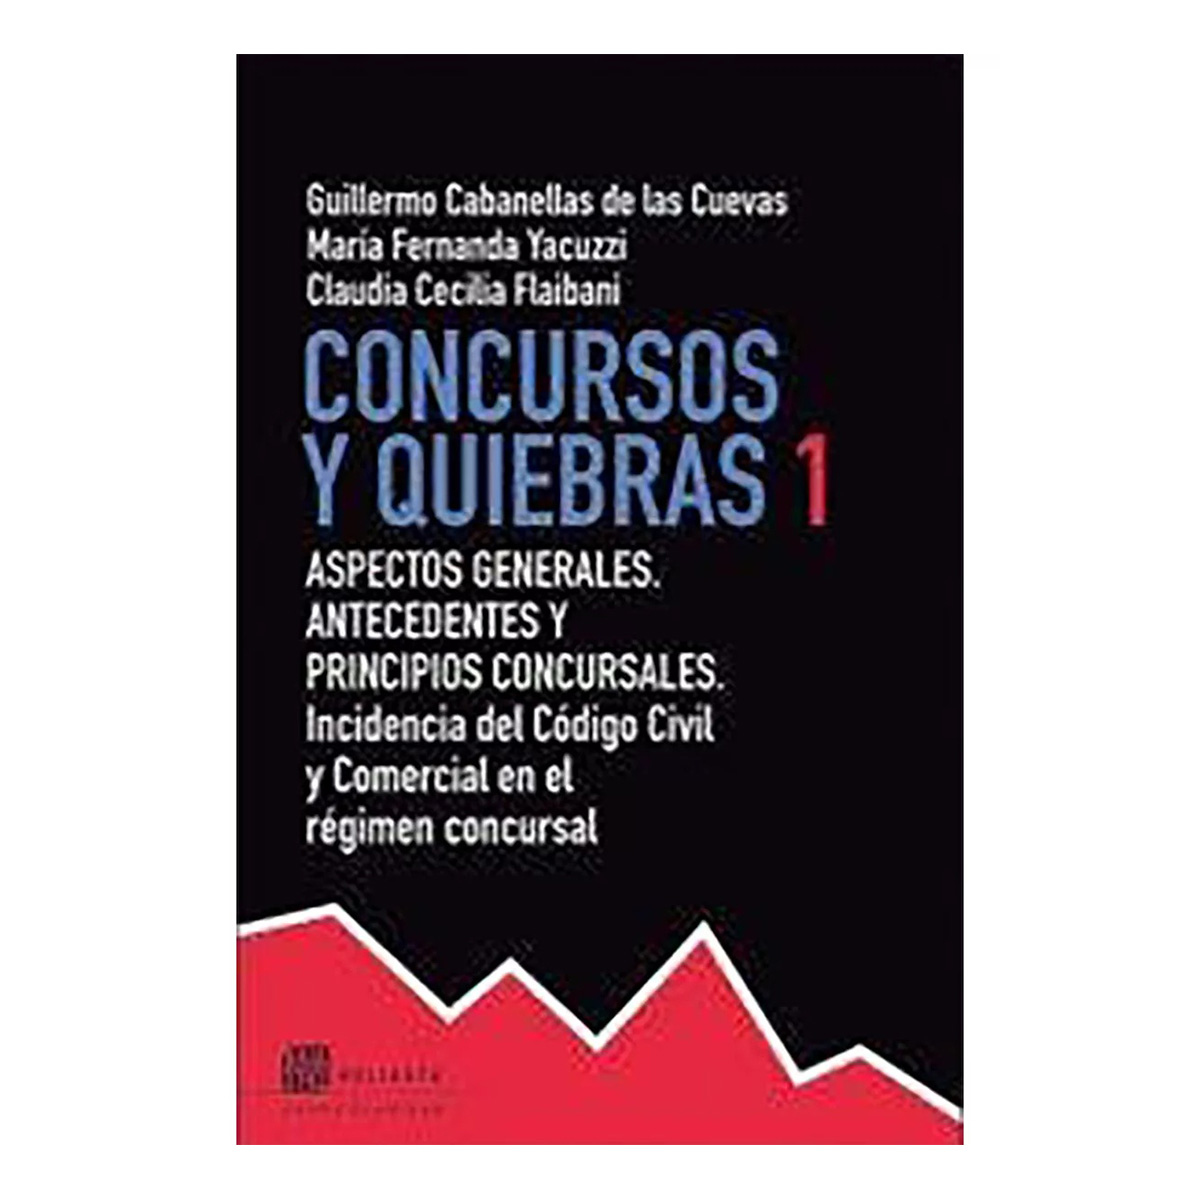 Guillermo Cabanellas de las Cuevas
María Fernanda Yacuzzi
Claudia Cecilia Flaibani
CONCURSOS
Y QUIEBRAS 1
ASPECTOS GENERALES.
ANTECEDENTES Y
PRINCIPIOS CONCURSALES.
Incidencia del Código Civil
y Comercial en el
régimen concursal
HELIASTA